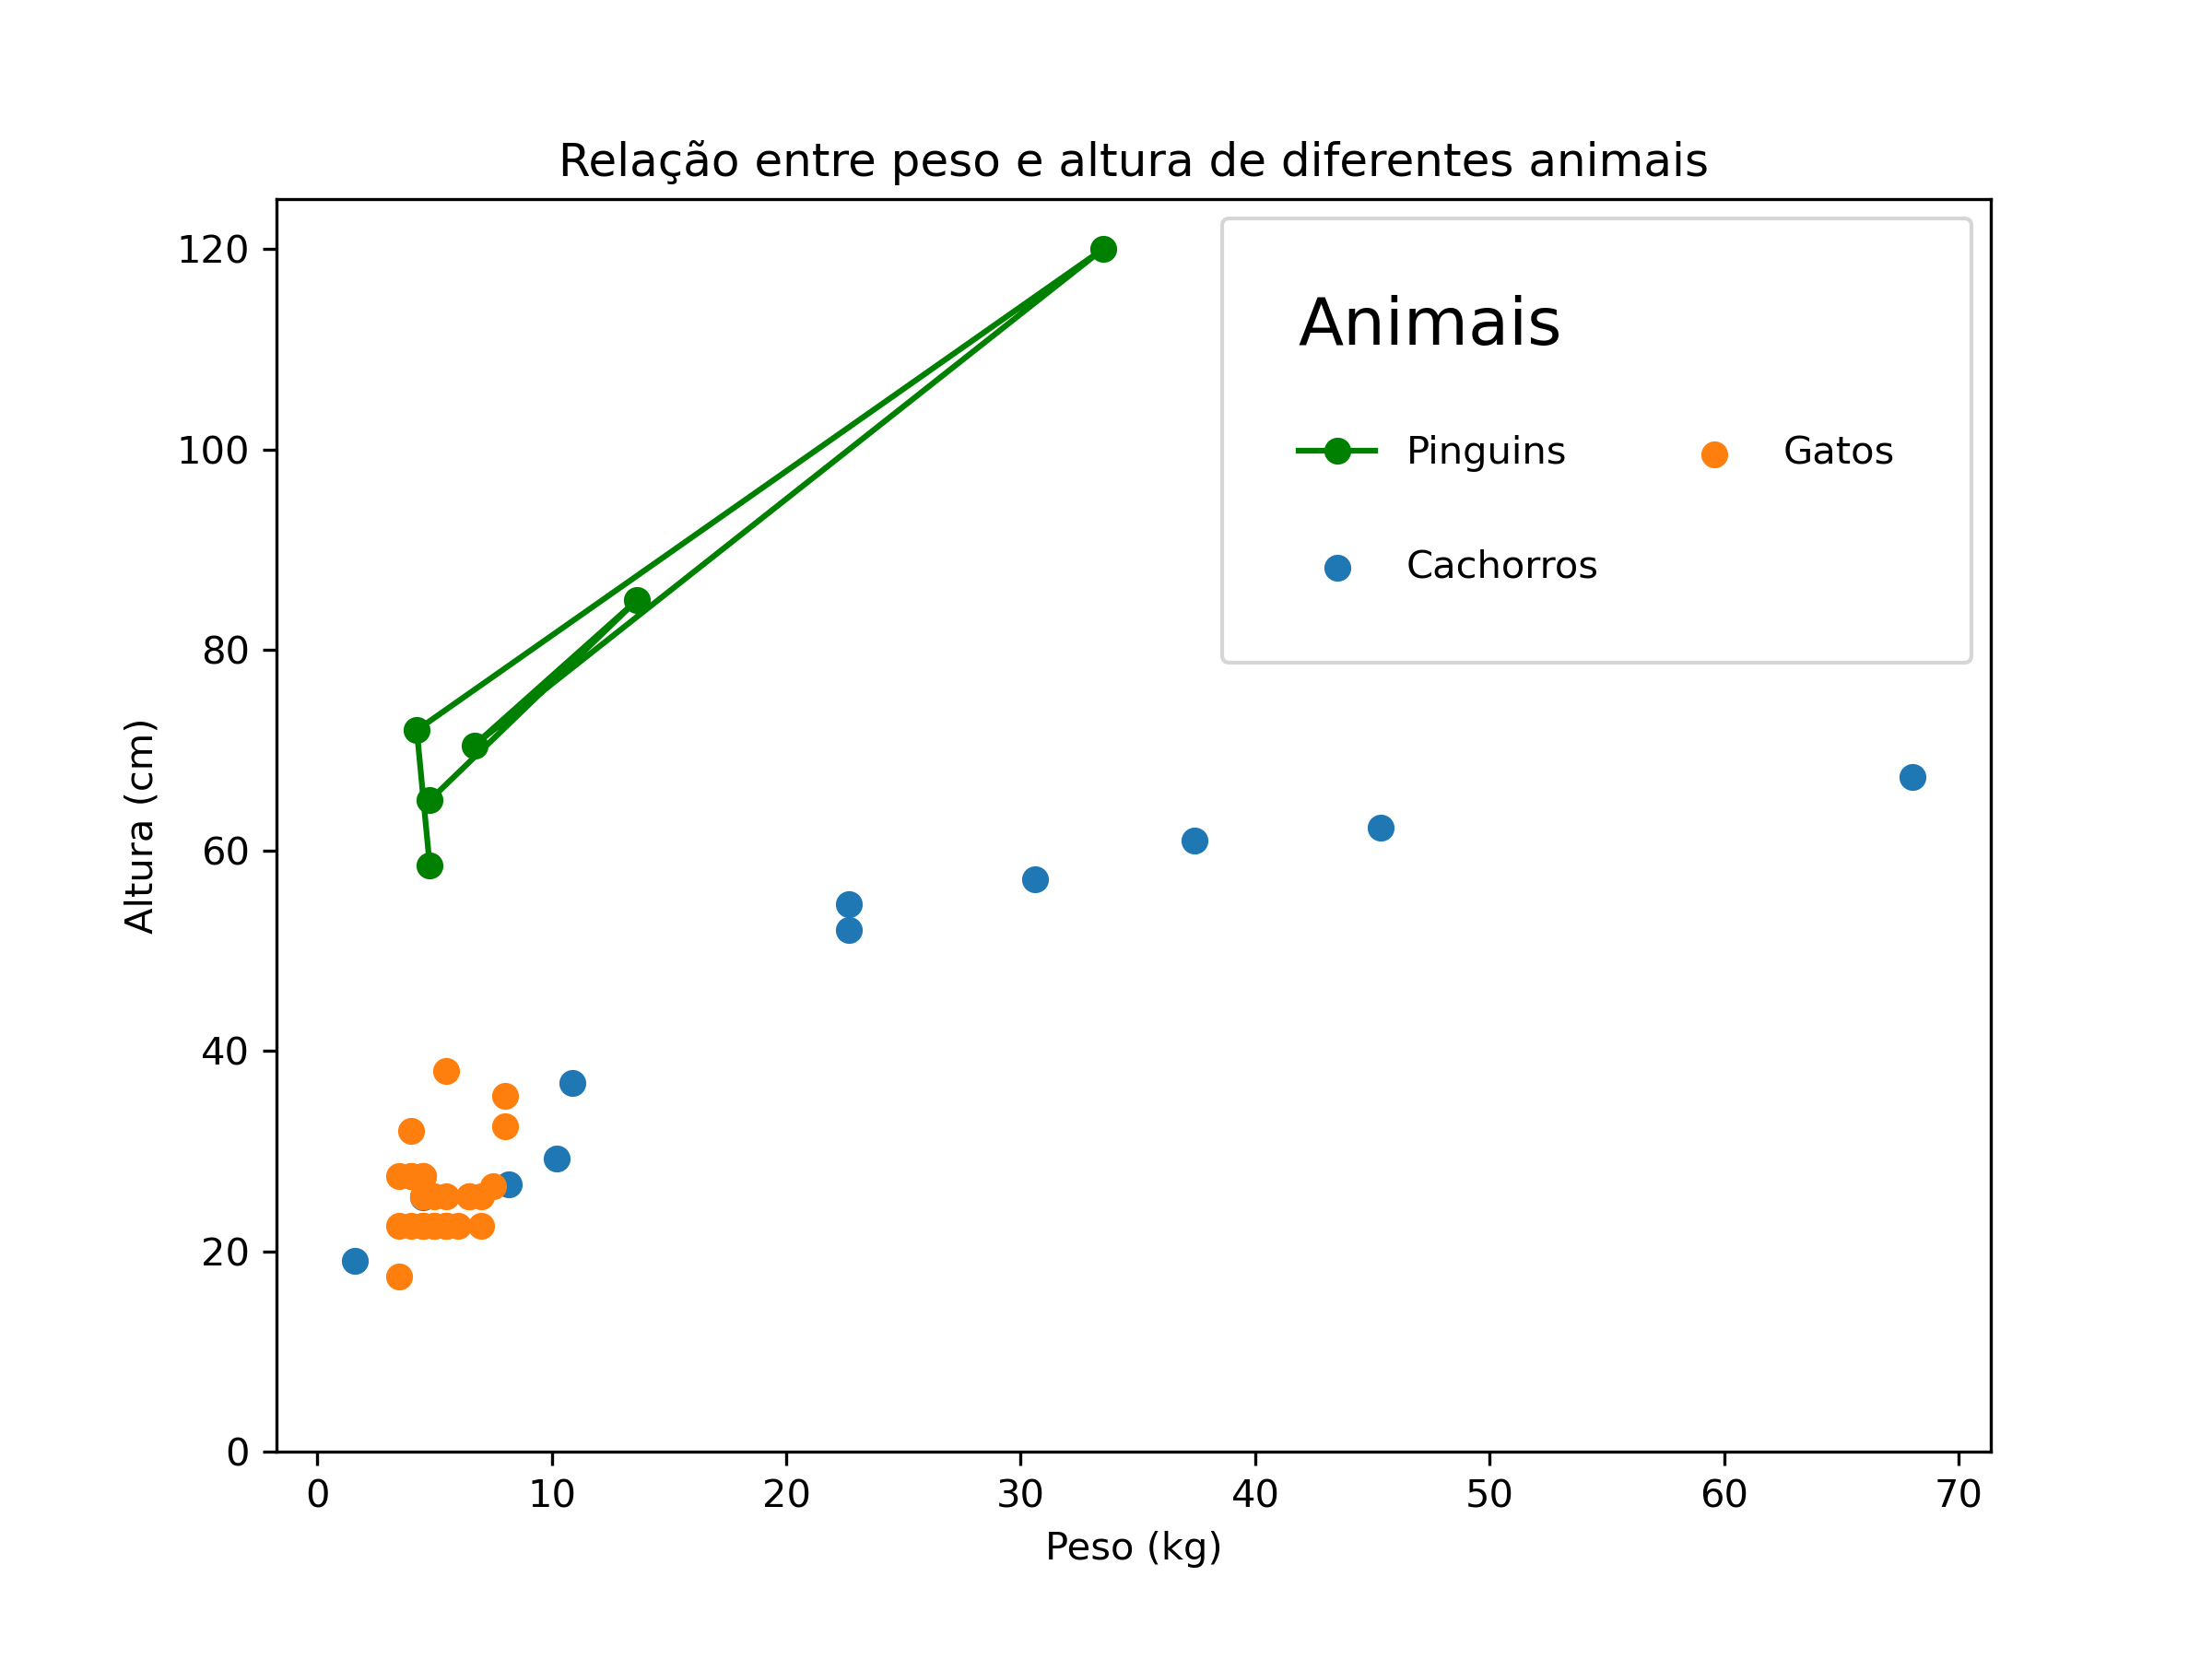 Relação entre peso e altura de diferentes animais
120
100
80
60
40
20
0
Altura (cm)
Animais
Pinguins
Gatos
Cachorros
0 10 20 30 40 50 60 70
Peso (kg)